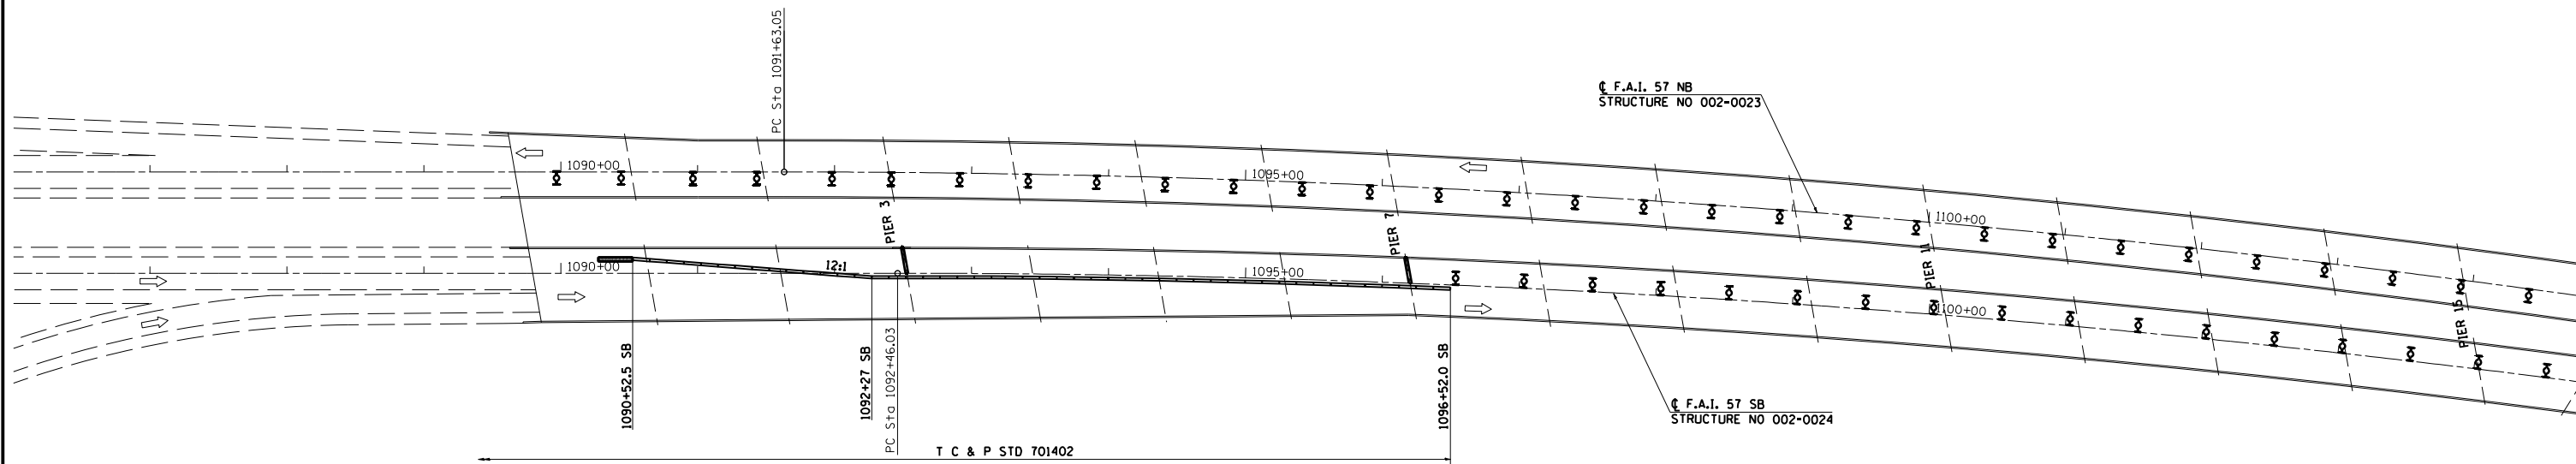 PC Sta 1091+63.05
℄ F.A.I. 57 NB
STRUCTURE NO 002-0023
1090+00
1095+00
1100+00
PIER 3
PIER 7
PIER 11
PIER 15
1090+00
12:1
1095+00
1100+00
1090+52.5 SB
1092+27 SB
PC Sta 1092+46.03
1096+52.0 SB
℄ F.A.I. 57 SB
STRUCTURE NO 002-0024
T C & P STD 701402